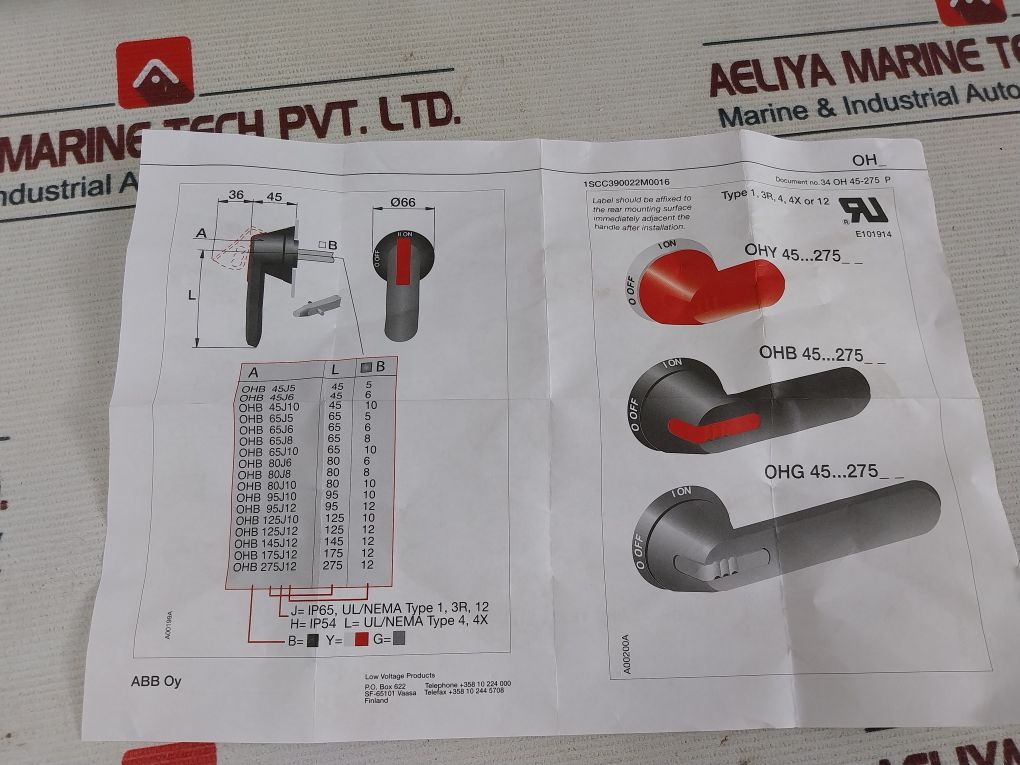 MARINE TECH PVT. LTD.
ndustrial A
AELIYA MARINE TE
Marine & Industrial Auto
OH_
1SCC390022M0016
Document no. 34 OH 45-275 P
36 45
Ø66
A
L
□ B
II ON
O OFF
Label should be affixed to
the rear mounting surface
immediately adjacent the
handle after installation.
Type 1, 3R, 4, 4X or 12
®
E101914
I ON
O OFF
OHY 45...275_ _
I ON
O OFF
OHB 45...275_ _
I ON
O OFF
OHG 45...275_ _
A L B
OHB 45J5 45 5
OHB 45J6 45 6
OHB 45J10 45 10
OHB 65J5 65 5
OHB 65J6 65 6
OHB 65J8 65 8
OHB 65J10 65 10
OHB 80J6 80 6
OHB 80J8 80 8
OHB 80J10 80 10
OHB 95J10 95 10
OHB 95J12 95 12
OHB 125J10 125 10
OHB 125J12 125 12
OHB 145J12 145 12
OHB 175J12 175 12
OHB 275J12 275 12
J= IP65, UL/NEMA Type 1, 3R, 12
H= IP54 L= UL/NEMA Type 4, 4X
B= Y= G=
A00199A
A00200A
ABB Oy
Low Voltage Products
P.O. Box 622 Telephone +358 10 224 000
SF-65101 Vaasa Telefax +358 10 244 5708
Finland
AELIYA MARINE